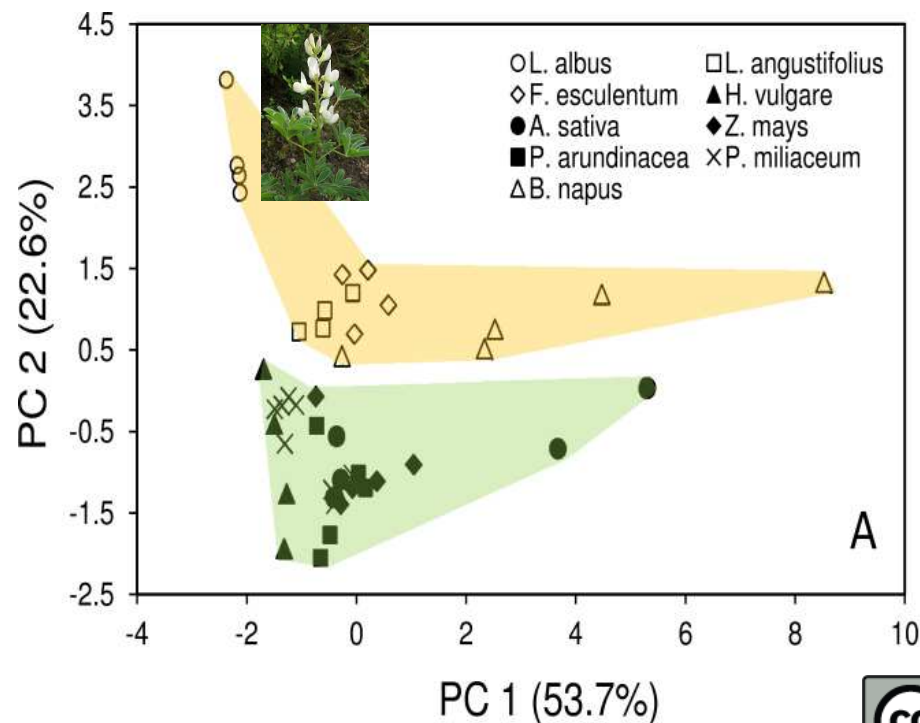 4.5
3.5
2.5
1.5
0.5
-0.5
-1.5
-2.5
PC 2 (22.6%)
L. albus L. angustifolius
F. esculentum H. vulgare
A. sativa Z. mays
P. arundinacea P. miliaceum
B. napus
A
-4 -2 0 2 4 6 8 10
PC 1 (53.7%)